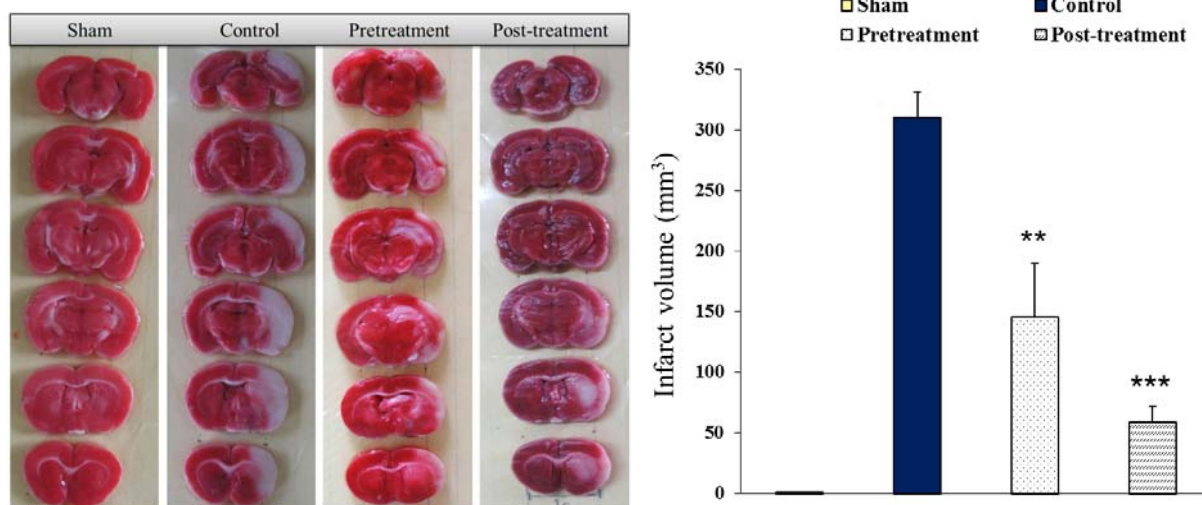 Sham Control Pretreatment Post-treatment
Sham Control
Pretreatment Post-treatment
Infarct volume (mm³)
350
300
250
200
150
100
50
0
**
***